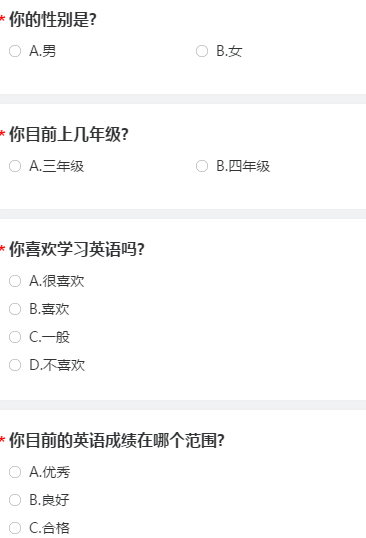 * 你的性别是?
A.男 B.女
* 你目前上几年级?
A.三年级 B.四年级
* 你喜欢学习英语吗?
A.很喜欢
B.喜欢
C.一般
D.不喜欢
* 你目前的英语成绩在哪个范围?
A.优秀
B.良好
C.合格